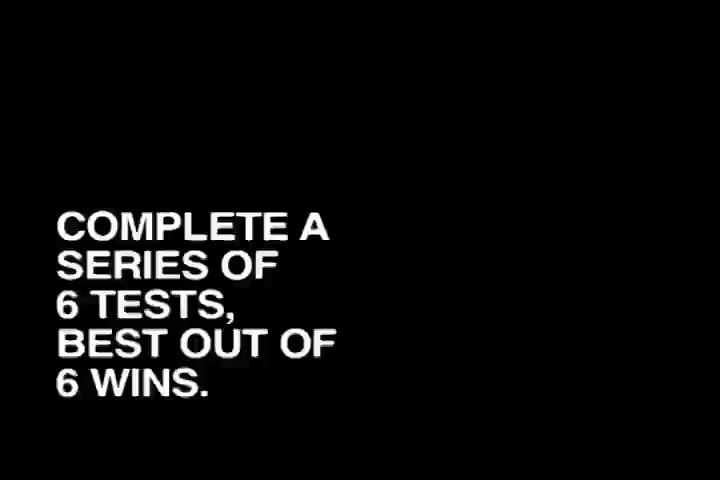 COMPLETE A
SERIES OF
6 TESTS,
BEST OUT OF
6 WINS.